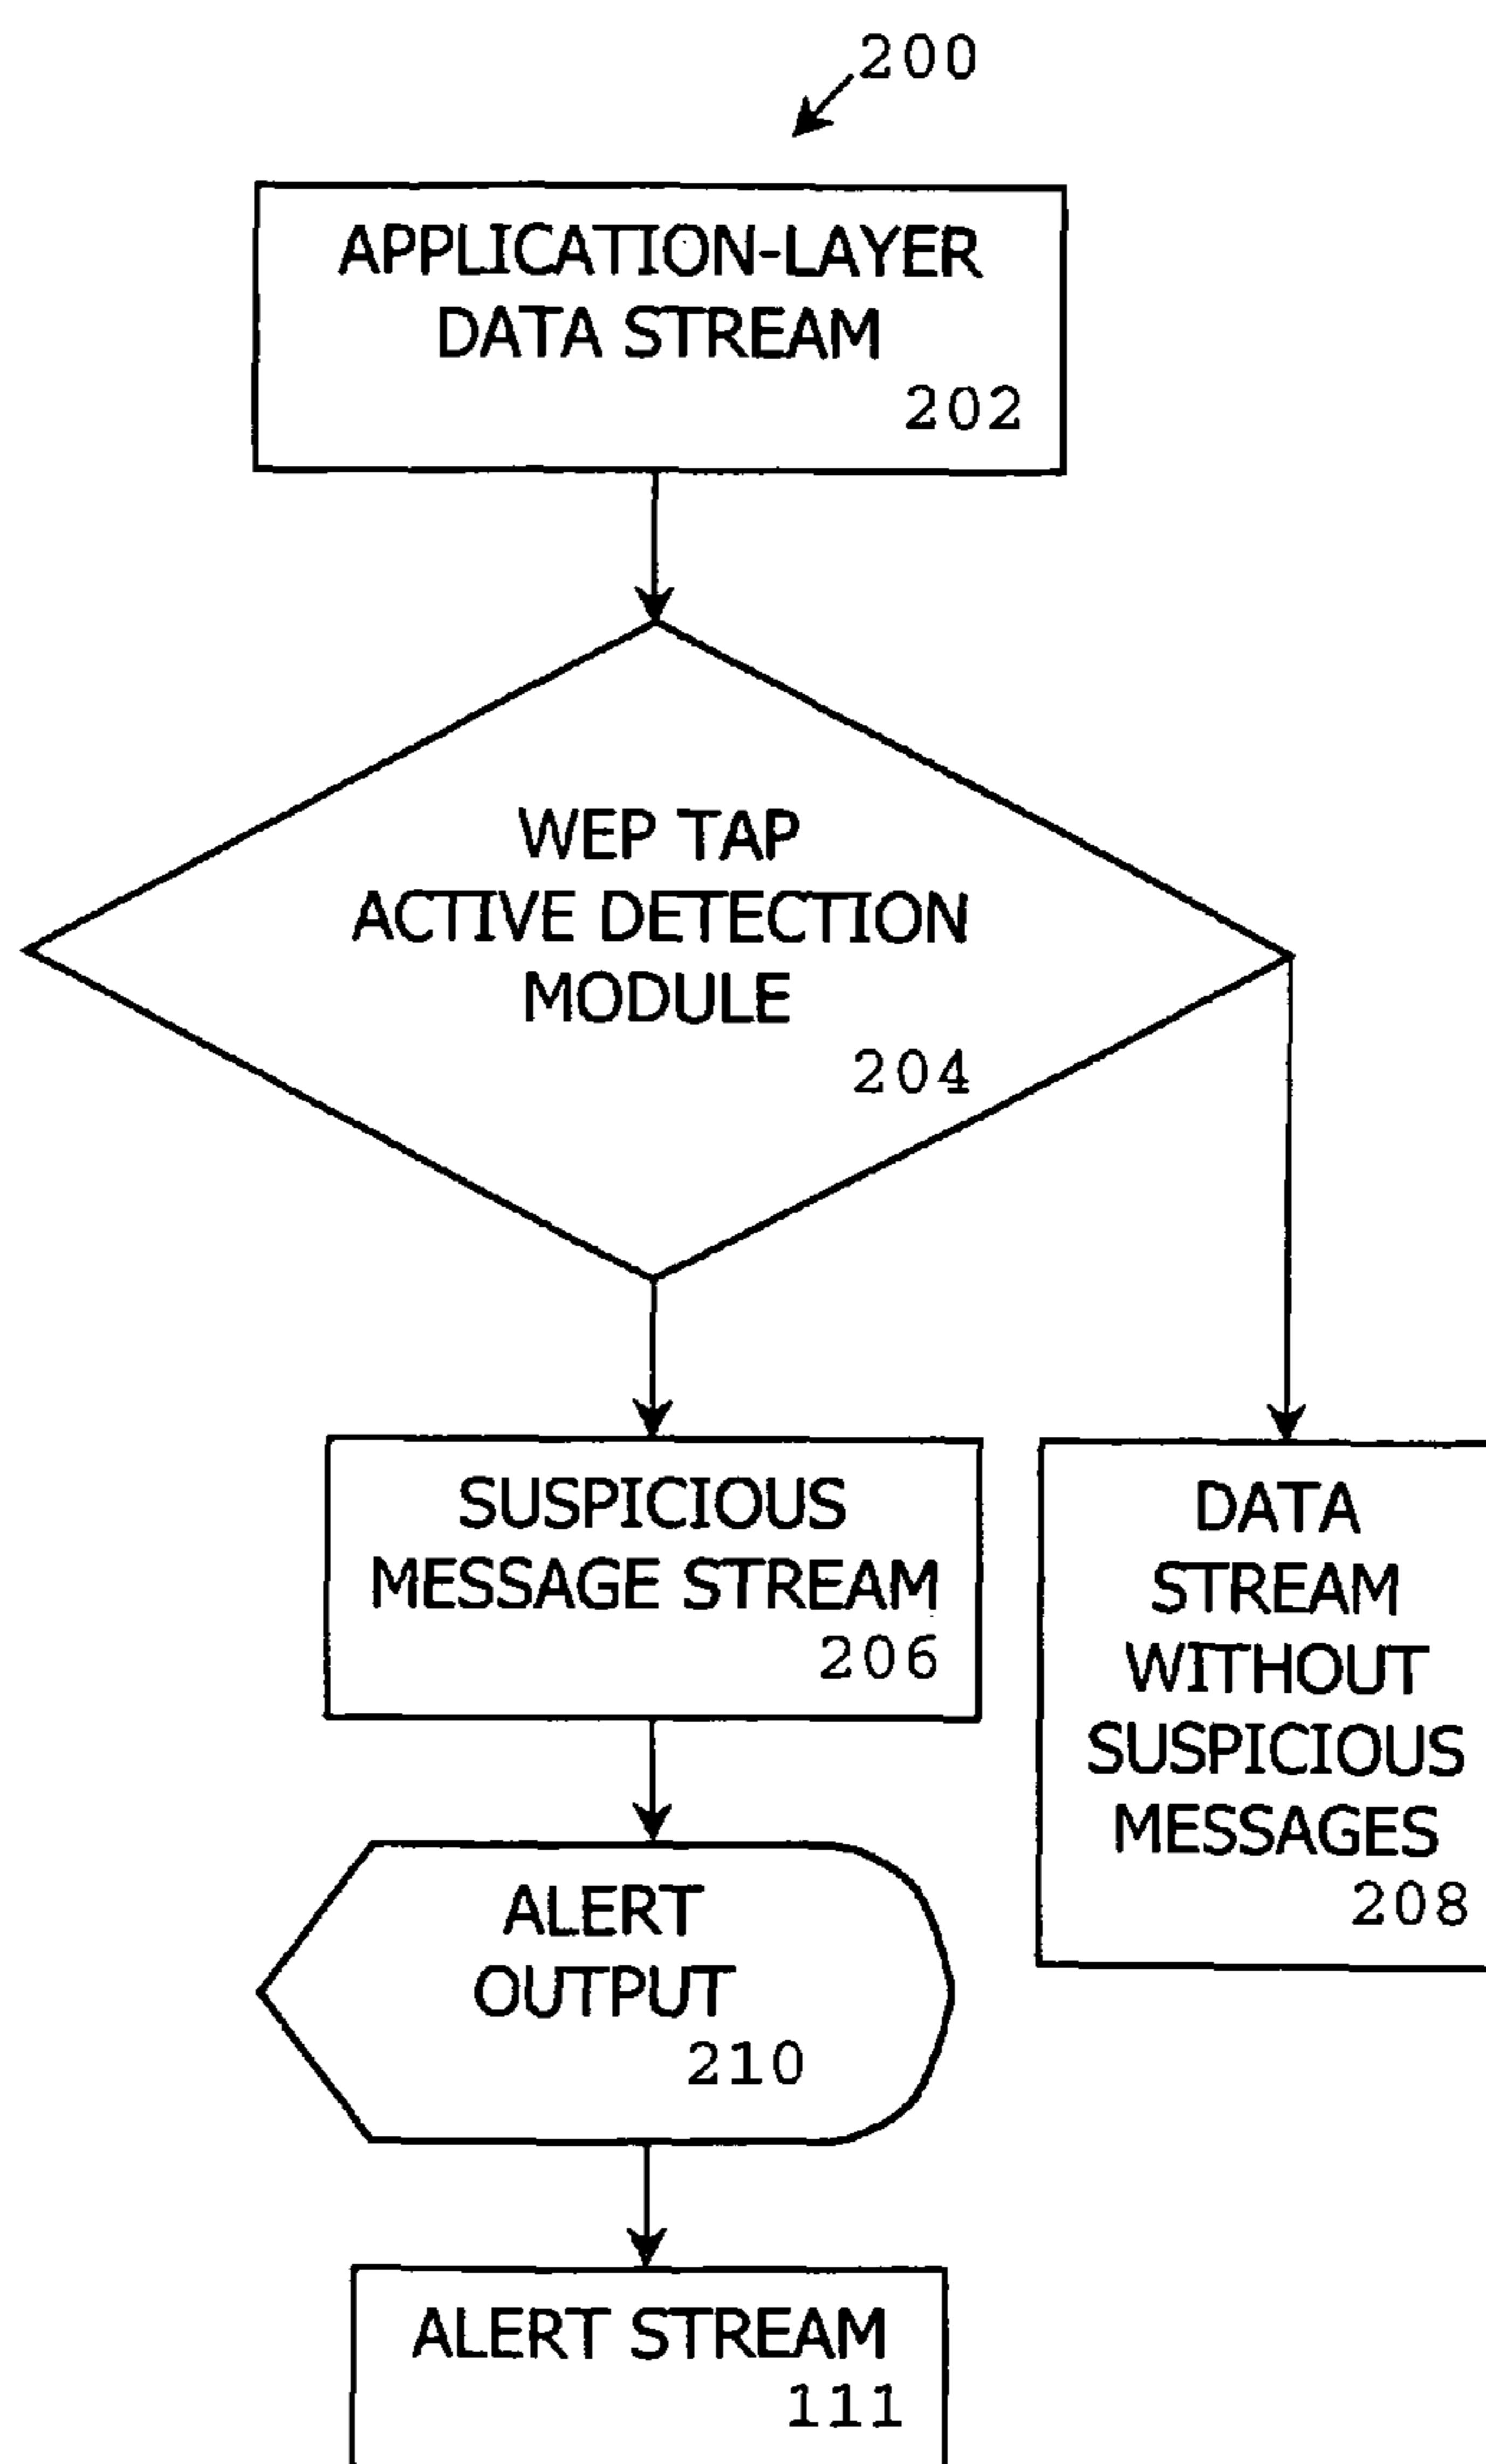 200
APPLICATION-LAYER
DATA STREAM
202
WEP TAP
ACTIVE DETECTION
MODULE
204
SUSPICIOUS
MESSAGE STREAM
206
DATA
STREAM
WITHOUT
SUSPICIOUS
MESSAGES
208
ALERT
OUTPUT
210
ALERT STREAM
111